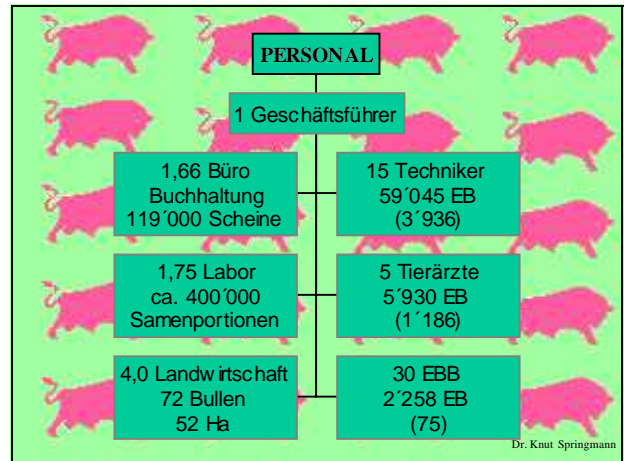 PERSONAL
1 Geschäftsführer
1,66 Büro
Buchhaltung
119´000 Scheine
15 Techniker
59´045 EB
(3´936)
1,75 Labor
ca. 400´000
Samenportionen
5 Tierärzte
5´930 EB
(1´186)
4,0 Landwirtschaft
72 Bullen
52 Ha
30 EBB
2´258 EB
(75)
Dr. Knut Springmann